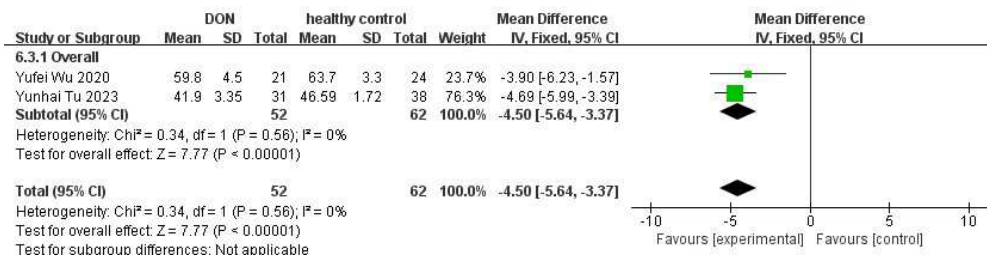 DON healthy control Mean Difference Mean Difference
Study or Subgroup Mean SD Total Mean SD Total Weight IV, Fixed, 95% CI IV, Fixed, 95% CI
6.3.1 Overall
Yufei Wu 2020 59.8 4.5 21 63.7 3.3 24 23.7% -3.90 [-6.23, -1.57]
Yunhai Tu 2023 41.9 3.35 31 46.59 1.72 38 76.3% -4.69 [-5.99, -3.39]
Subtotal (95% CI) 52 62 100.0% -4.50 [-5.64, -3.37]
Heterogeneity: Chi² = 0.34, df = 1 (P = 0.56); I² = 0%
Test for overall effect: Z = 7.77 (P < 0.00001)
Total (95% CI) 52 62 100.0% -4.50 [-5.64, -3.37]
Heterogeneity: Chi² = 0.34, df = 1 (P = 0.56); I² = 0%
Test for overall effect: Z = 7.77 (P < 0.00001)
Test for subgroup differences: Not applicable
-10 -5 0 5 10
Favours [experimental] Favours [control]